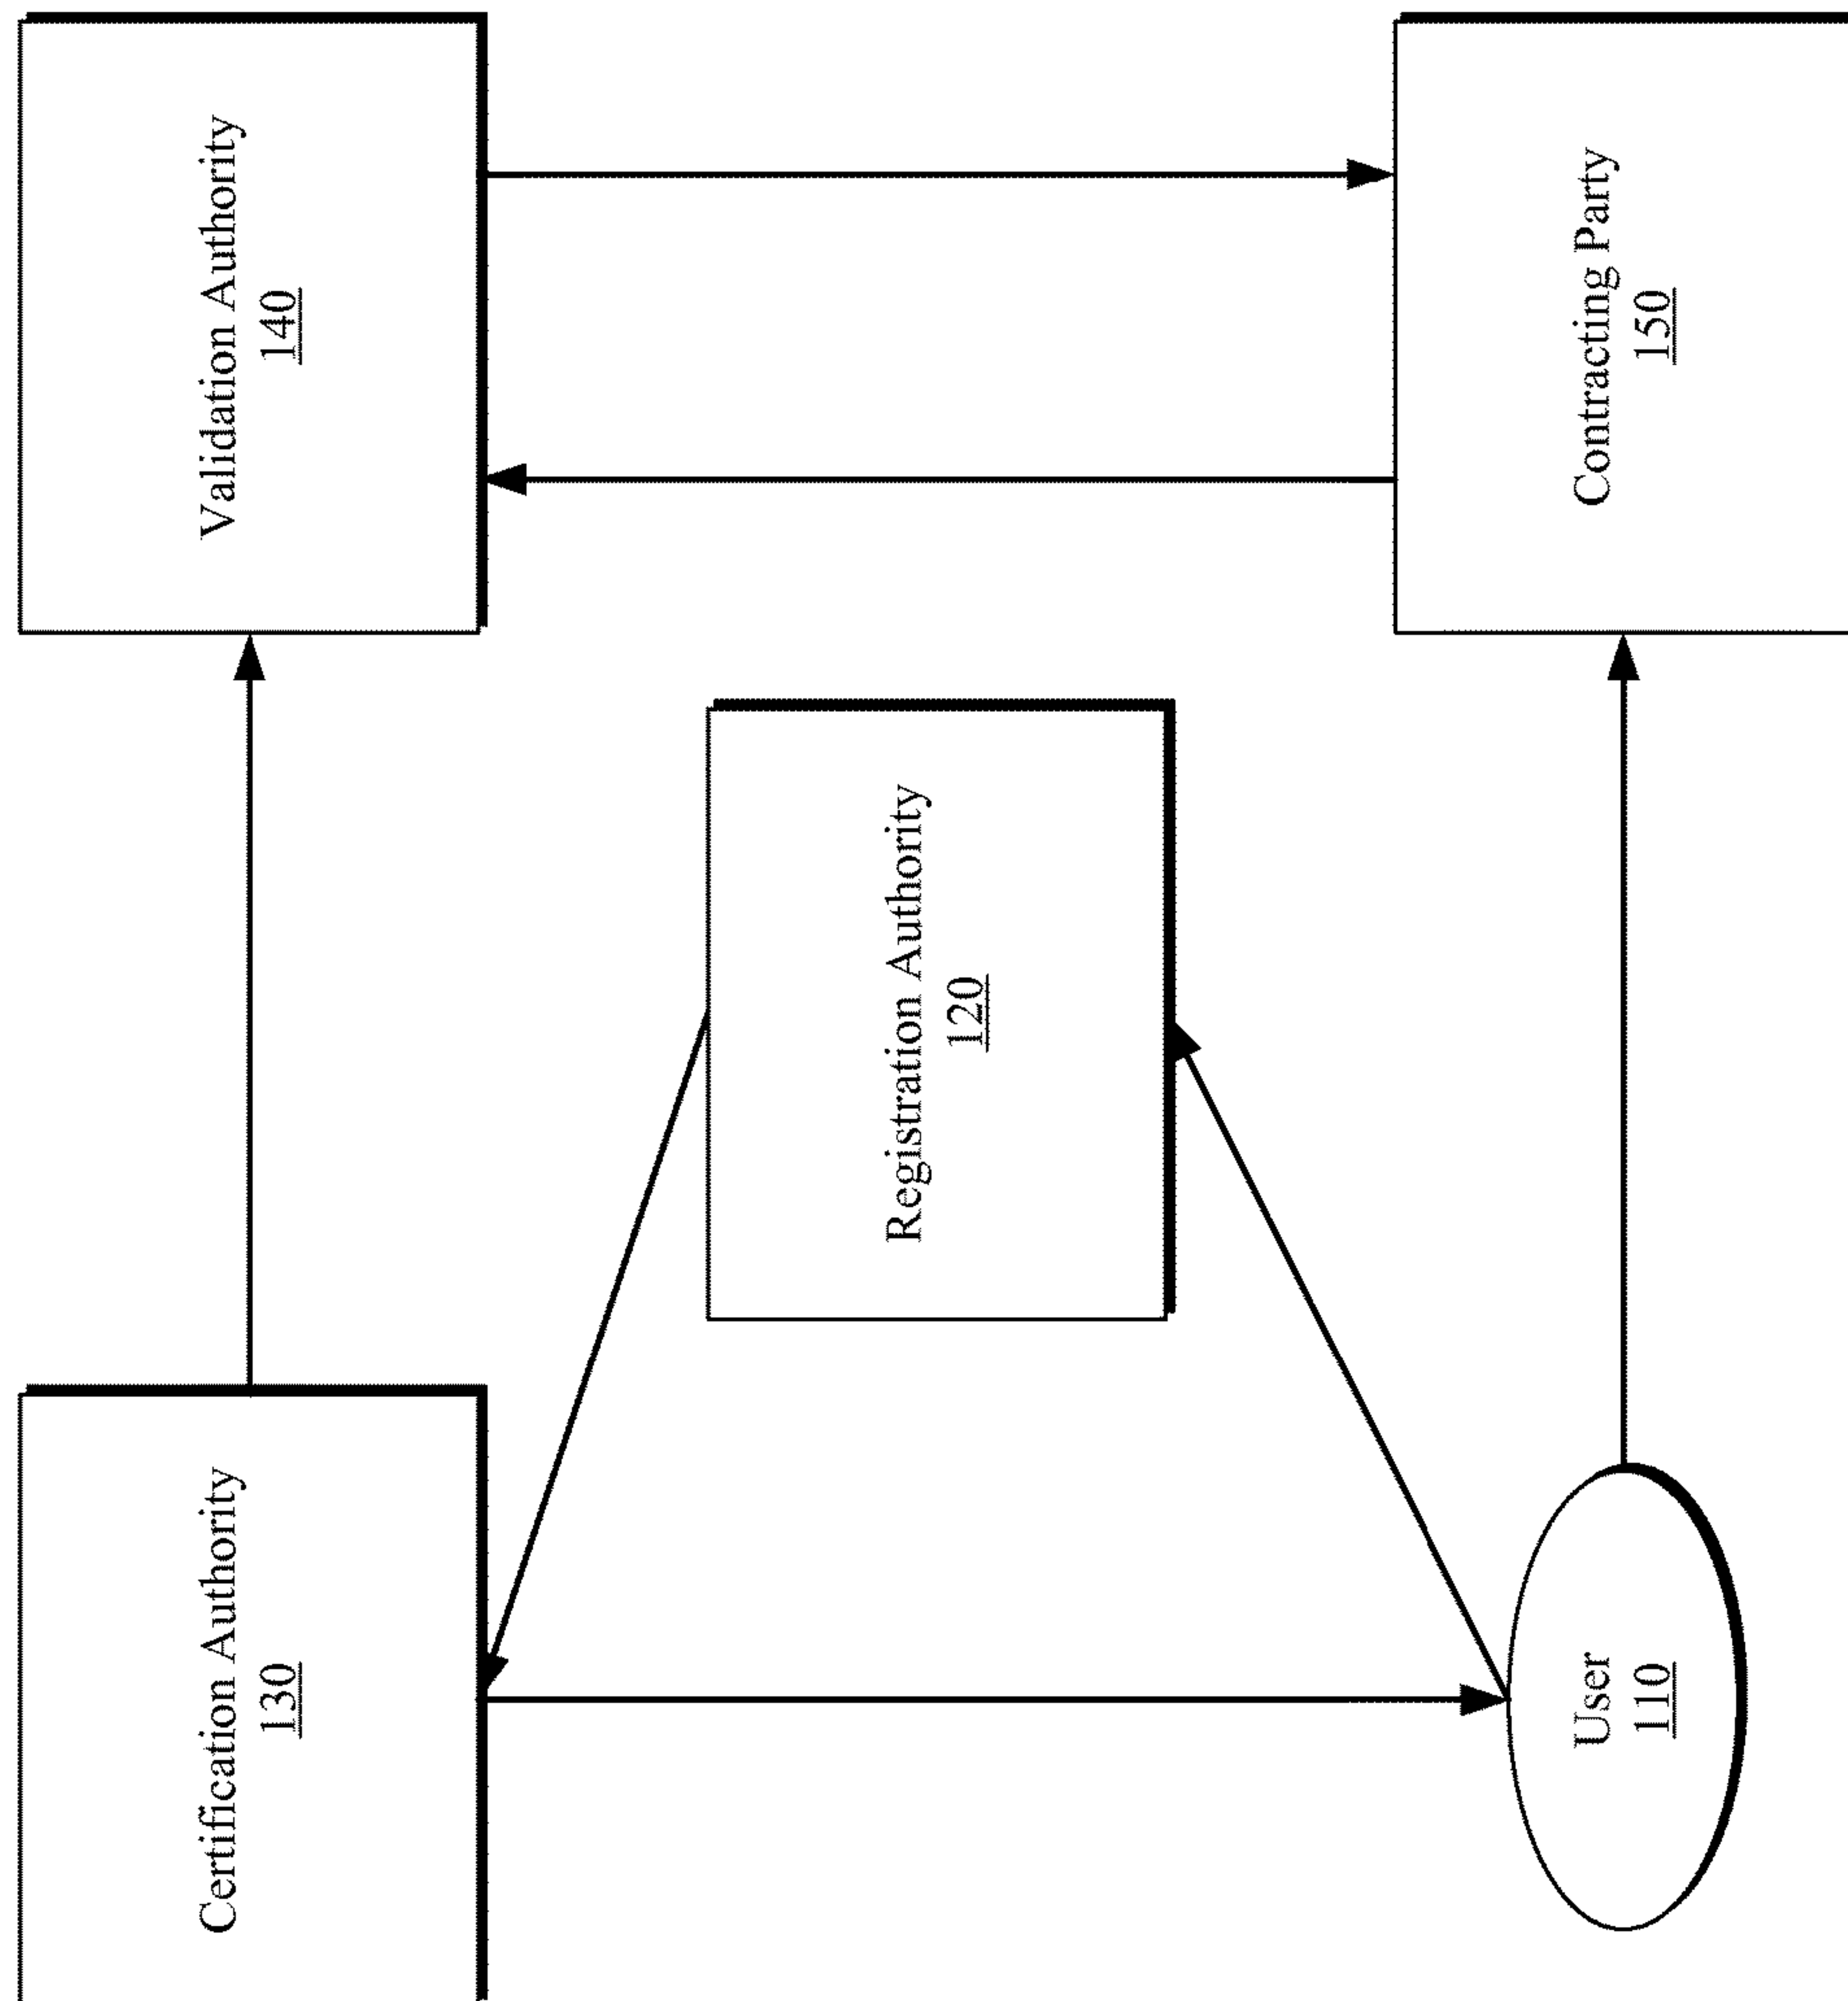 Certification Authority
130
Validation Authority
140
Registration Authority
120
User
110
Contracting Party
150